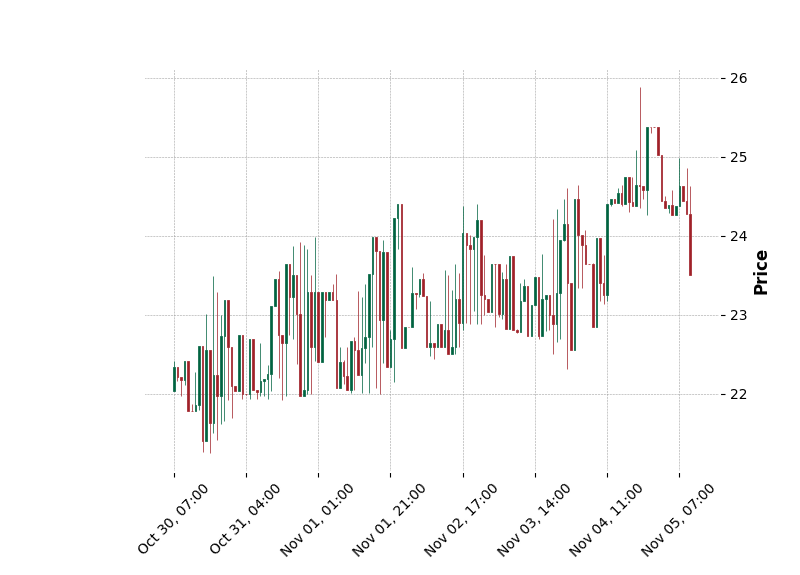 26
25
24
23
22
Price
Oct 30, 07:00
Oct 31, 04:00
Nov 01, 01:00
Nov 01, 21:00
Nov 02, 17:00
Nov 03, 14:00
Nov 04, 11:00
Nov 05, 07:00